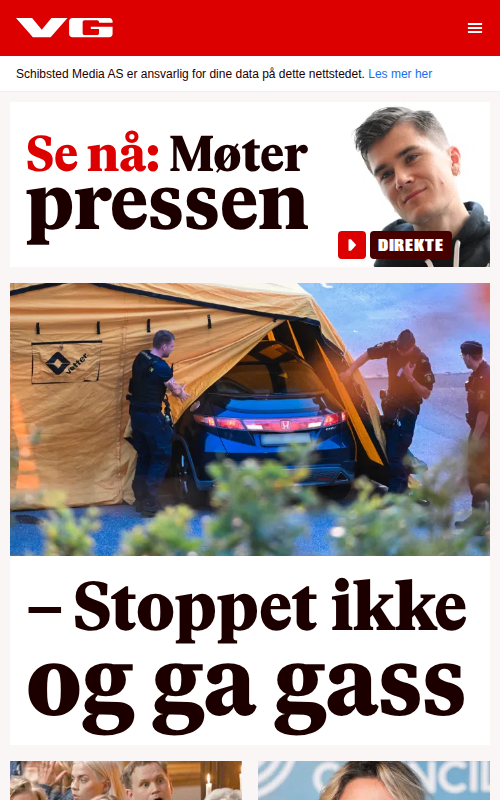 VG
Schibsted Media AS er ansvarlig for dine data på dette nettstedet. Les mer her
Se nå: Møter
pressen
DIREKTE
vetter
– Stoppet ikke
og ga gass